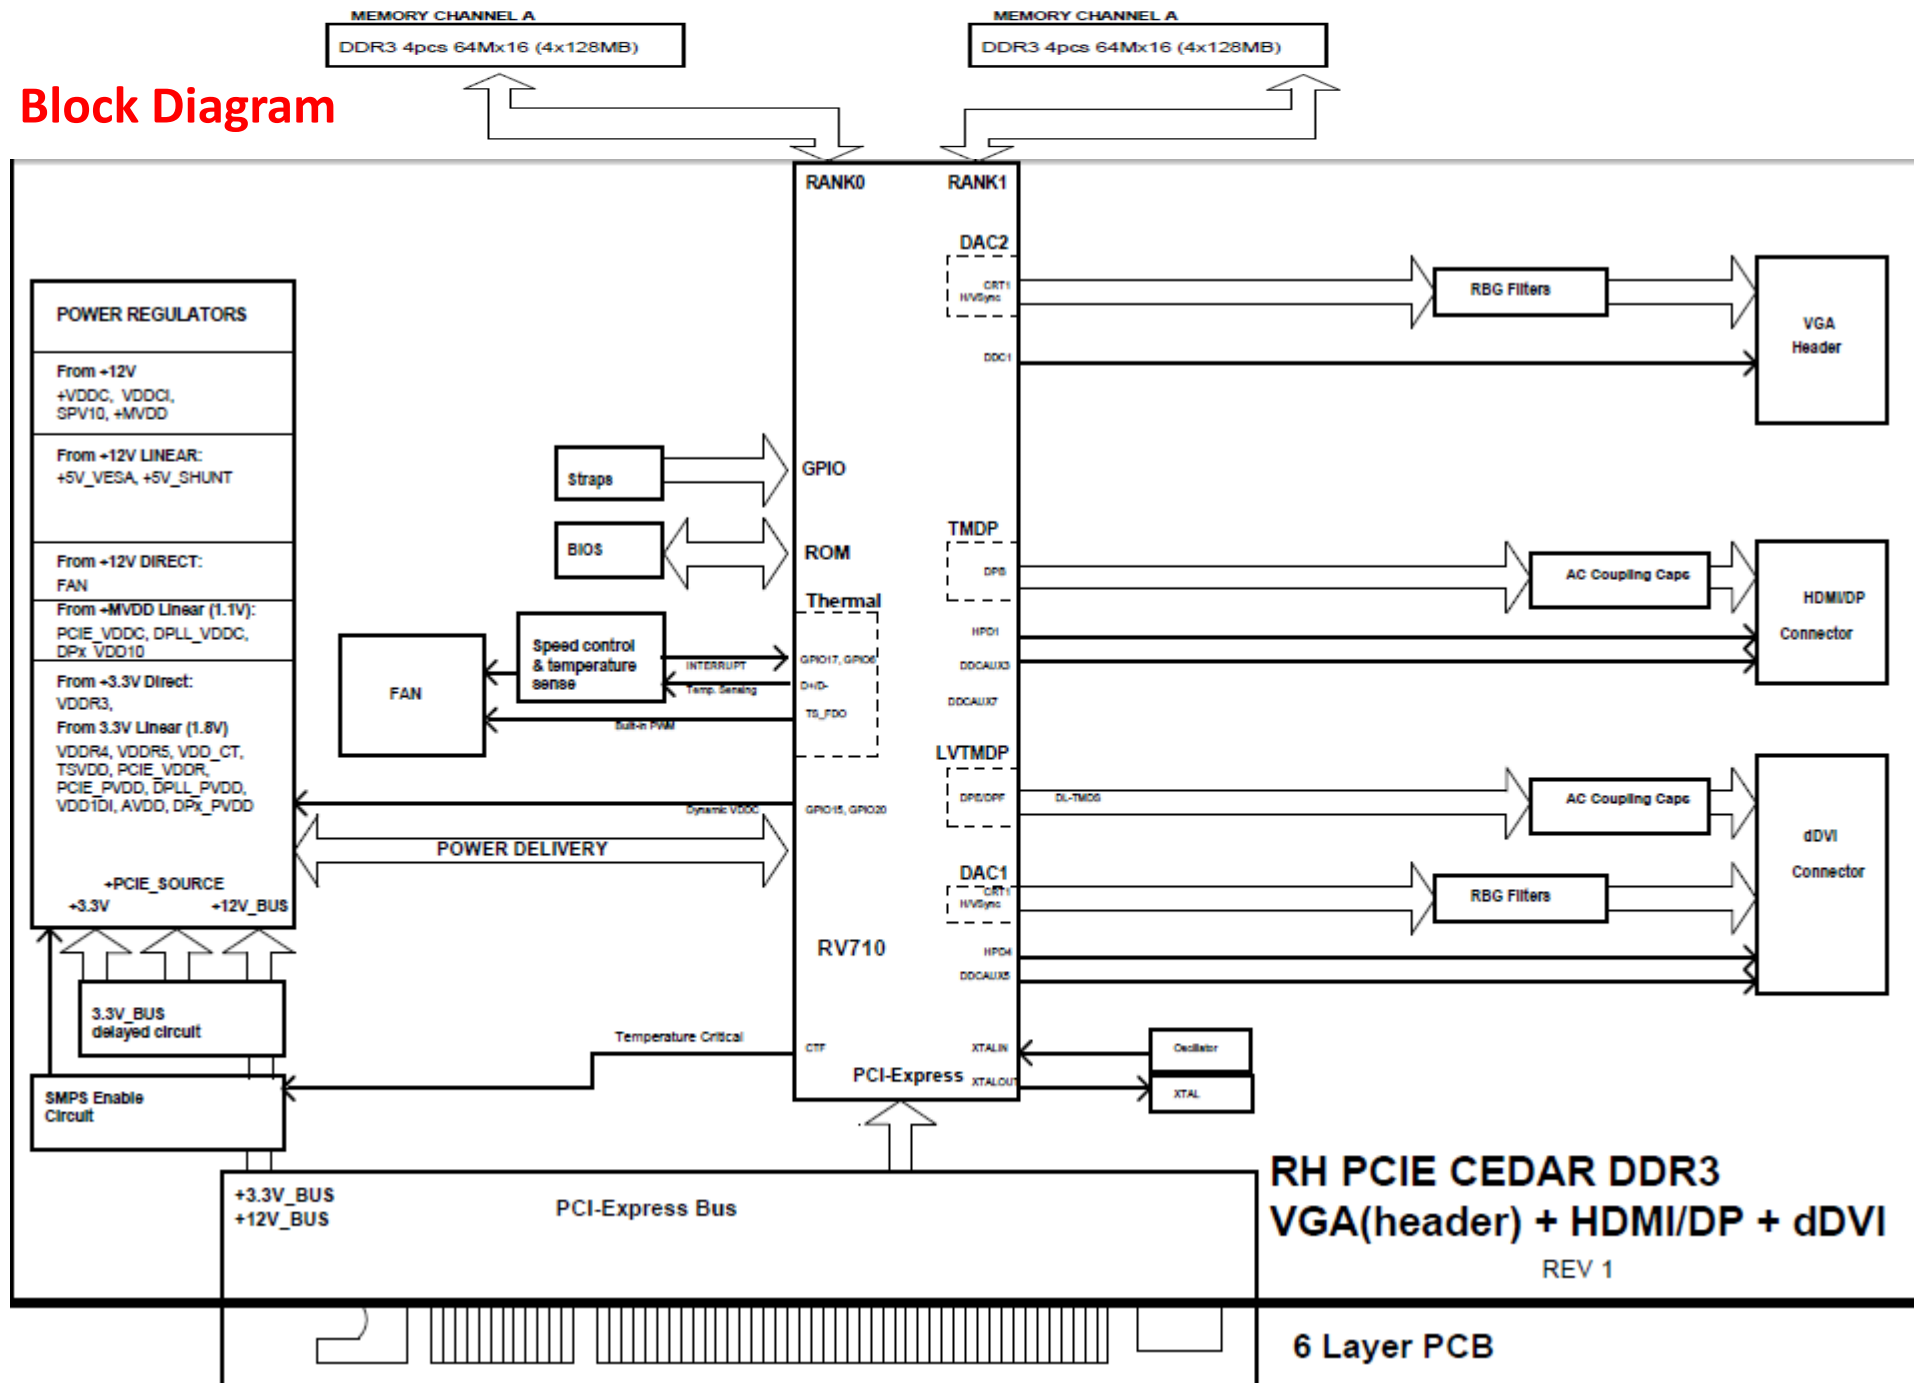 MEMORY CHANNEL A
DDR3 4pcs 64Mx16 (4x128MB)
MEMORY CHANNEL A
DDR3 4pcs 64Mx16 (4x128MB)
Block Diagram
RANK0
RANK1
DAC2
CRT1
H/VSync
RBG Filters
VGA
Header
DDC1
POWER REGULATORS
From +12V
+VDDC, VDDCI,
SPV10, +MVDD
From +12V LINEAR:
+5V_VESA, +5V_SHUNT
From +12V DIRECT:
FAN
From +MVDD Linear (1.1V):
PCIE_VDDC, DPLL_VDDC,
DPx_VDD10
From +3.3V Direct:
VDDR3,
From 3.3V Linear (1.8V)
VDDR4, VDDR5, VDD_CT,
TSVDD, PCIE_VDDR,
PCIE_PVDD, DPLL_PVDD,
VDD1DI, AVDD, DPx_PVDD
+PCIE_SOURCE
+3.3V
+12V_BUS
Straps
GPIO
BIOS
ROM
Thermal
FAN
Speed control
& temperature
sense
INTERRUPT
GPIO17, GPIO6
Temp. Sensing
D+/D-
Built-in PWM
TS_FDO
Dynamic VDDC
GPIO15, GPIO20
POWER DELIVERY
TMDP
DPB
AC Coupling Caps
HDMI/DP
Connector
HPD1
DDCAUX3
DDCAUX7
LVTMDP
DPE/DPF
DL-TMDS
AC Coupling Caps
dDVI
Connector
DAC1
CRT1
H/VSync
RBG Filters
HPD4
DDCAUX5
RV710
3.3V_BUS
delayed circuit
SMPS Enable
Circuit
Temperature Critical
CTF
XTALIN
Oscillator
PCI-Express
XTALOUT
XTAL
+3.3V_BUS
+12V_BUS
PCI-Express Bus
RH PCIE CEDAR DDR3
VGA(header) + HDMI/DP + dDVI
REV 1
6 Layer PCB